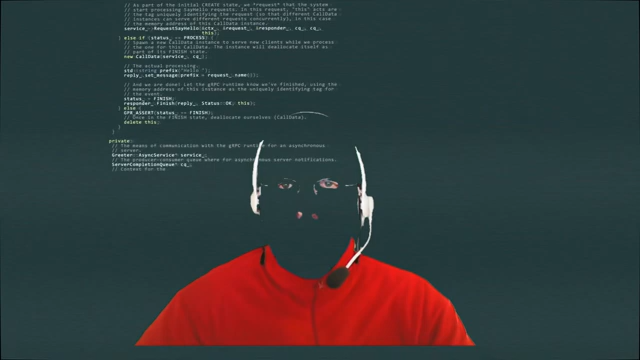 // As part of the initial CREATE state, we *request* that the system
// start processing SayHello requests. In this request, "this" acts are
// the tag uniquely identifying the request (so that different CallData
// instances can serve different requests concurrently), in this case
// the memory address of this CallData instance.
service_->RequestSayHello(&ctx_, &request_, &responder_, cq_, cq_,
this);
} else if (status_ == PROCESS) {
// Spawn a new CallData instance to serve new clients while we process
// the one for this CallData. The instance will deallocate itself as
// part of its FINISH state.
new CallData(service_, cq_);
// The actual processing.
std::string prefix("Hello ");
reply_.set_message(prefix + request_.name());
// And we are done! Let the gRPC runtime know we've finished, using the
// memory address of this instance as the uniquely identifying tag for
// the event.
status_ = FINISH;
responder_.Finish(reply_, Status::OK, this);
} else {
GPR_ASSERT(status_ == FINISH);
// Once in the FINISH state, deallocate ourselves (CallData).
delete this;
}
}
private:
// The means of communication with the gRPC runtime for an asynchronous
// server.
Greeter::AsyncService* service_;
// The producer-consumer queue where for asynchronous server notifications.
ServerCompletionQueue* cq_;
// Context for the